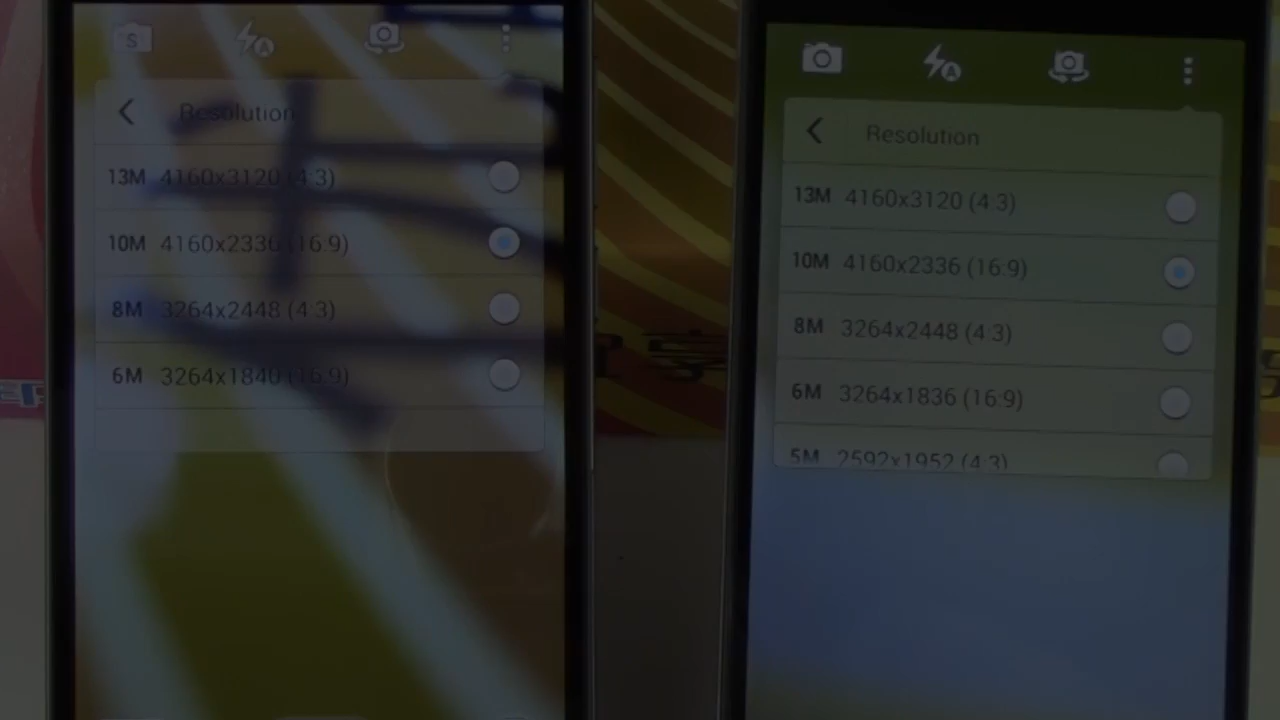 S
A
Resolution
13M 4160x3120 (4:3)
10M 4160x2336 (16:9)
8M 3264x2448 (4:3)
6M 3264x1840 (16:9)
A
Resolution
13M 4160x3120 (4:3)
10M 4160x2336 (16:9)
8M 3264x2448 (4:3)
6M 3264x1836 (16:9)
5M 2592x1952 (4:3)